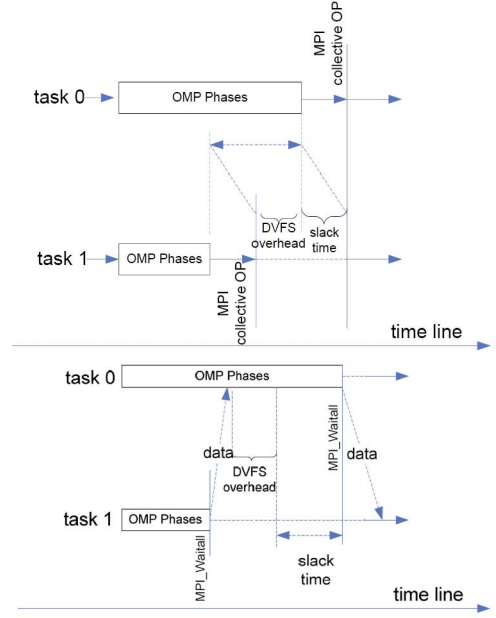 MPI
collective OP
task 0
OMP Phases
DVFS
overhead
slack
time
task 1
OMP Phases
MPI
collective OP
time line
task 0
OMP Phases
data
DVFS
overhead
MPI_Waitall
data
task 1
OMP Phases
MPI_Waitall
slack
time
time line